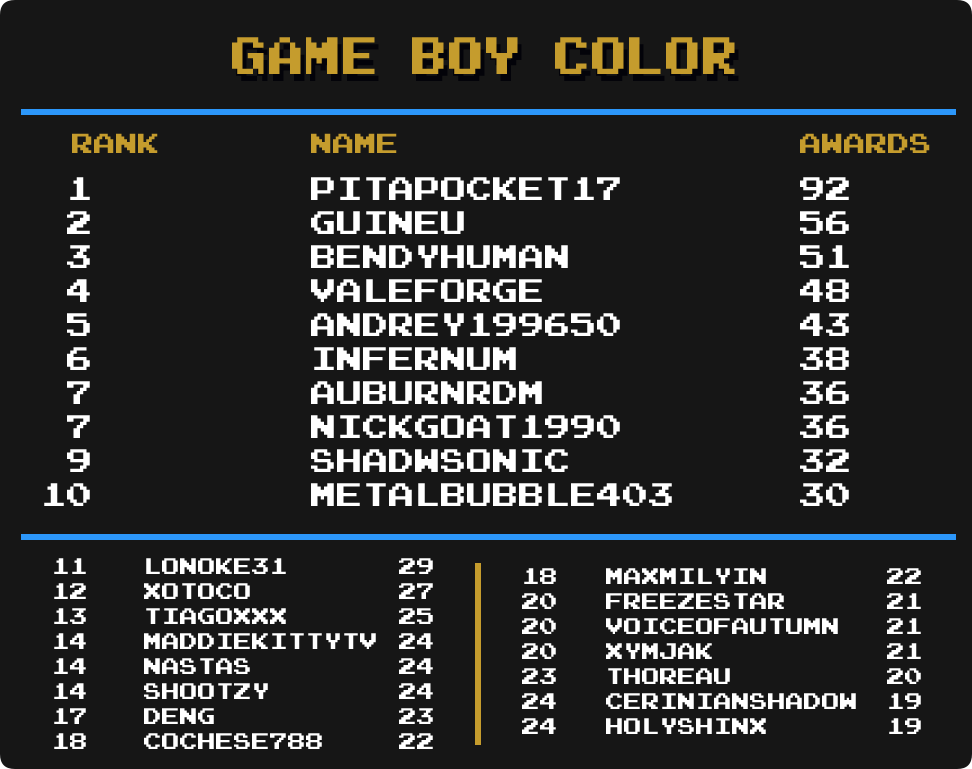 GAME BOY COLOR
RANK NAME AWARDS
1 PITAPOCKET17 92
2 GUINEU 56
3 BENDYHUMAN 51
4 VALEFORGE 48
5 ANDREY199650 43
6 INFERNUM 38
7 AUBURNRDM 36
7 NICKGOAT1990 36
9 SHADWSONIC 32
10 METALBUBBLE403 30
11 LONOKE31 29
12 XOTOCO 27
13 TIAGOXXX 25
14 MADDIEKITTYTV 24
14 NASTAS 24
14 SHOOTZY 24
17 DENG 23
18 COCHESE788 22
18 MAXMILYIN 22
20 FREEZESTAR 21
20 VOICEOFAUTUMN 21
20 XYMJAK 21
23 THOREAU 20
24 CERINIANSHADOW 19
24 HOLYSHINX 19